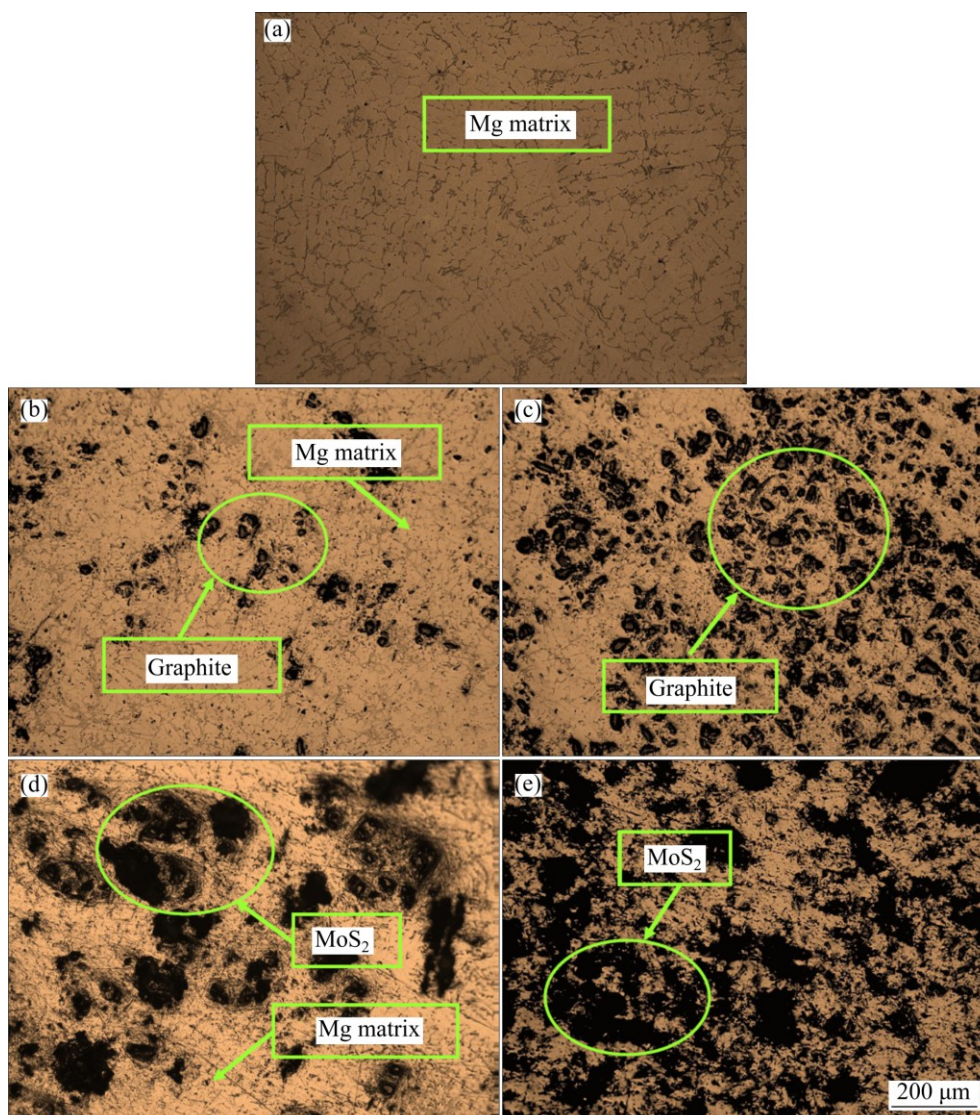 (a)
Mg matrix
(b)
Mg matrix
Graphite
(c)
Graphite
(d)
MoS₂
Mg matrix
(e)
MoS₂
200 μm